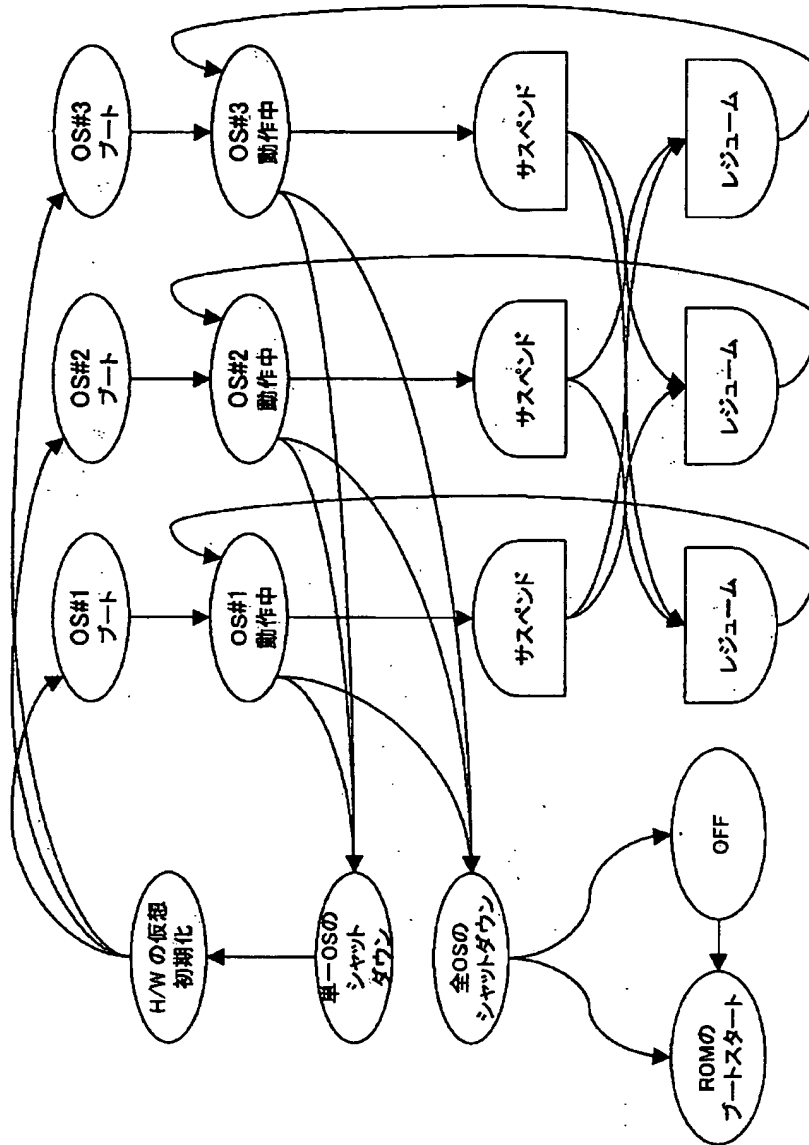 H/Wの仮想
初期化
単一OSの
シャット
ダウン
全OSの
シャットダウン
ROMの
ブートスタート
OFF
OS#1
ブート
OS#1
動作中
サスペンド
レジューム
OS#2
ブート
OS#2
動作中
サスペンド
レジューム
OS#3
ブート
OS#3
動作中
サスペンド
レジューム